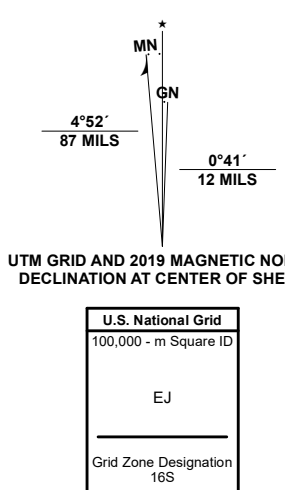 ★
MN
GN
4°52´
87 MILS
0°41´
12 MILS
UTM GRID AND 2019 MAGNETIC NO
DECLINATION AT CENTER OF SHE
U.S. National Grid
100,000 - m Square ID
EJ
Grid Zone Designation
16S